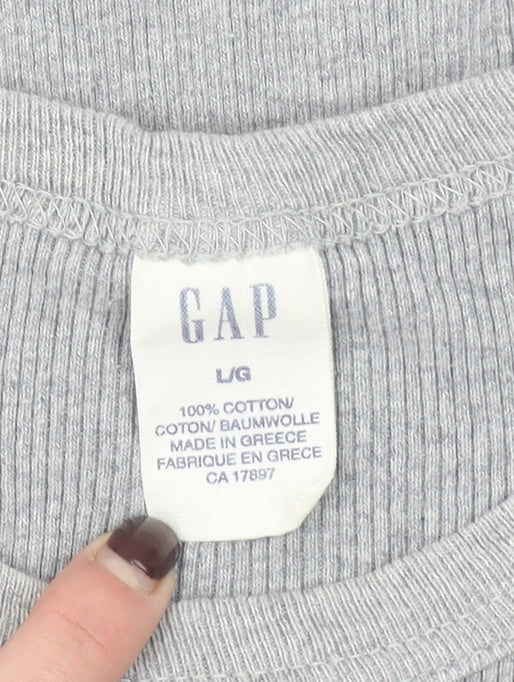 GAP
L/G
100% COTTON/
COTON/ BAUMWOLLE
MADE IN GREECE
FABRIQUE EN GRECE
CA 17897